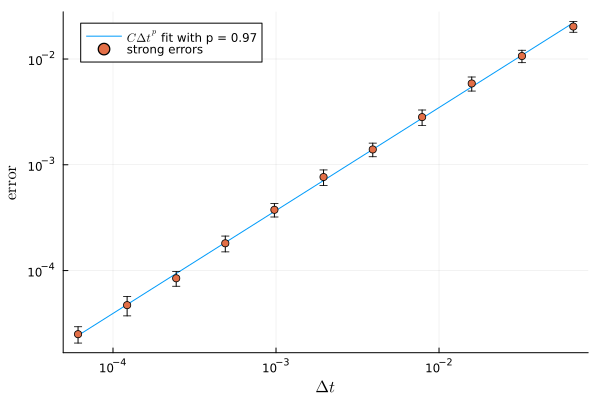 $C\Delta t^p$ fit with p = 0.97
strong errors
error
10⁻²
10⁻³
10⁻⁴
10⁻⁴
10⁻³
10⁻²
Δt